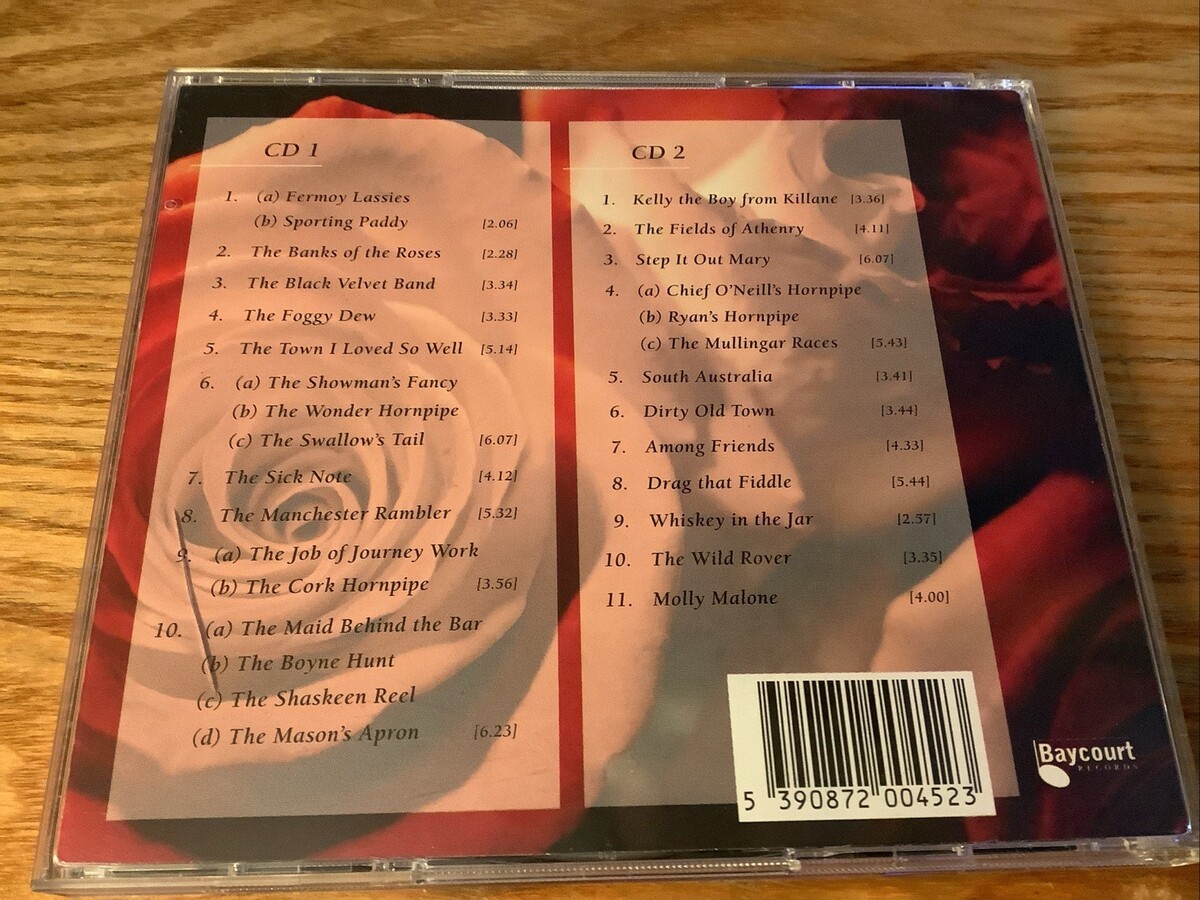 CD 1
1. (a) Fermoy Lassies
(b) Sporting Paddy [2.06]
2. The Banks of the Roses [2.28]
3. The Black Velvet Band [3.34]
4. The Foggy Dew [3.33]
5. The Town I Loved So Well [5.14]
6. (a) The Showman's Fancy
(b) The Wonder Hornpipe
(c) The Swallow's Tail [6.07]
7. The Sick Note [4.12]
8. The Manchester Rambler [5.32]
9. (a) The Job of Journey Work
(b) The Cork Hornpipe [3.56]
10. (a) The Maid Behind the Bar
(b) The Boyne Hunt
(c) The Shaskeen Reel
(d) The Mason's Apron [6.23]
CD 2
1. Kelly the Boy from Killane [3.36]
2. The Fields of Athenry [4.11]
3. Step It Out Mary [6.07]
4. (a) Chief O'Neill's Hornpipe
(b) Ryan's Hornpipe
(c) The Mullingar Races [5.43]
5. South Australia [3.41]
6. Dirty Old Town [3.44]
7. Among Friends [4.33]
8. Drag that Fiddle [5.44]
9. Whiskey in the Jar [2.57]
10. The Wild Rover [3.35]
11. Molly Malone [4.00]
5 390872 004523
Baycourt
RECORDS